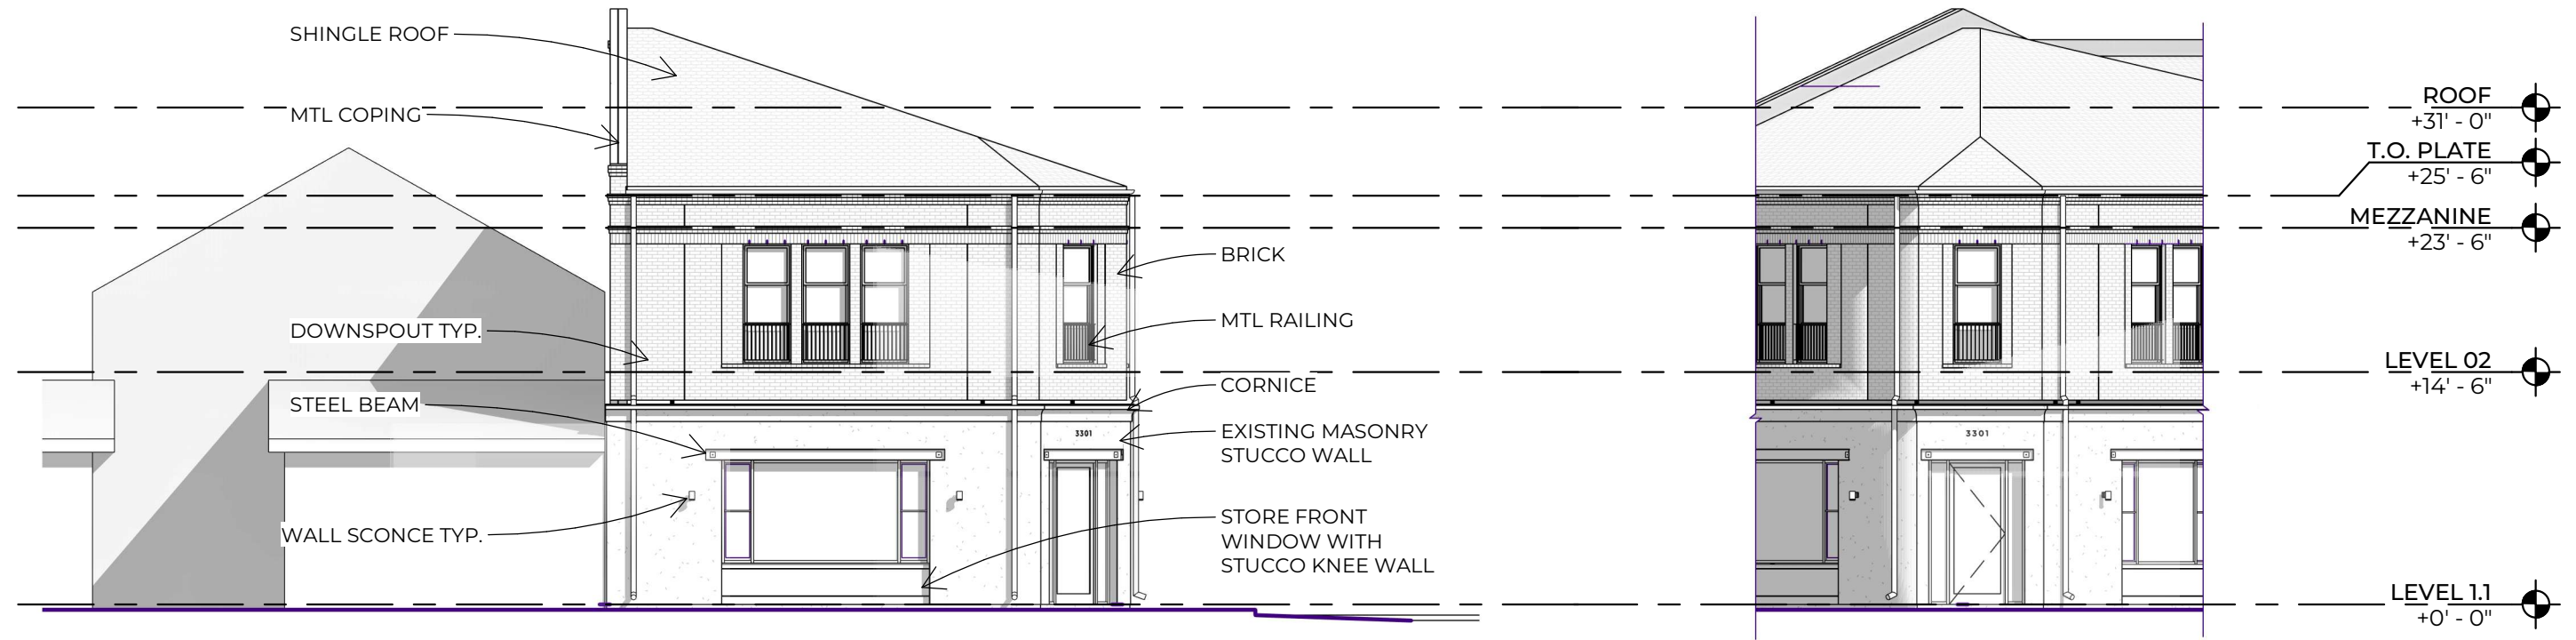 SHINGLE ROOF
MTL COPING
DOWNSPOUT TYP.
STEEL BEAM
WALL SCONCE TYP.
3301
BRICK
MTL RAILING
CORNICE
EXISTING MASONRY
STUCCO WALL
STORE FRONT
WINDOW WITH
STUCCO KNEE WALL
3301
ROOF
+31' - 0"
T.O. PLATE
+25' - 6"
MEZZANINE
+23' - 6"
LEVEL 02
+14' - 6"
LEVEL 1.1
+0' - 0"